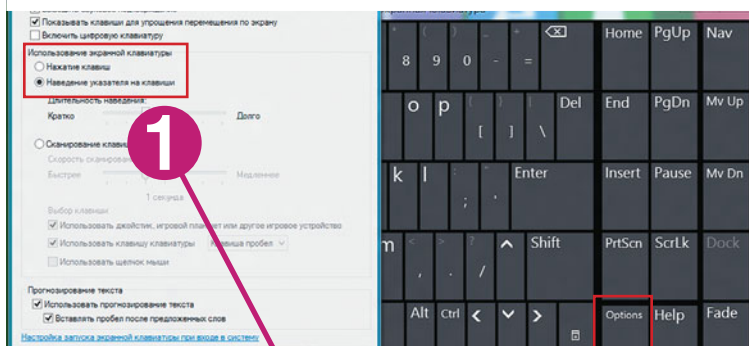 Показывать клавиши для упрощения перемещения по экрану
Включить цифровую клавиатуру
Использование экранной клавиатуры
Нажатие клавиш
Наведение указателя на клавиши
Длительность наведения:
Кратко Долго
Сканирование
Скорость
Быстрее Медленнее
1 секунда
Выбор клавиши
Использовать джойстик, игровой планшет или другое игровое устройство
Использовать клавишу клавиатуры Клавиша пробел
Использовать щелчок мыши
Прогнозирование текста
Использовать прогнозирование текста
Вставлять пробел после предложенных слов
Настройка запуска экранной клавиатуры при входе в систему
1
* ( ) _ + Home PgUp Nav
8 9 0 - =
o p { } | Del End PgDn Mv Up
[ ] \
k l : " Enter Insert Pause Mv Dn
; '
m < > ? ^ Shift PrtScn ScrLk Dock
, . /
Alt Ctrl < v > Options Help Fade